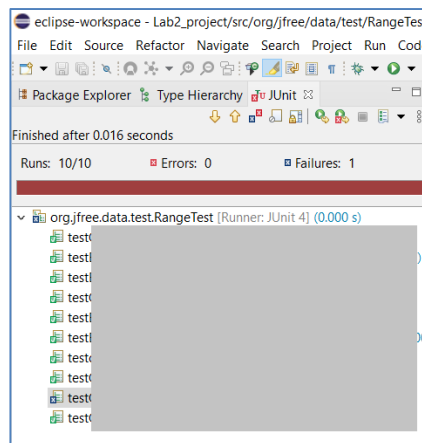 eclipse-workspace - Lab2_project/src/org/jfree/data/test/RangeTes
File Edit Source Refactor Navigate Search Project Run Cod
Package Explorer Type Hierarchy JUnit
Finished after 0.016 seconds
Runs: 10/10 Errors: 0 Failures: 1
org.jfree.data.test.RangeTest [Runner: JUnit 4] (0.000 s)
test
test
test
test
test
test
test
test
test
test